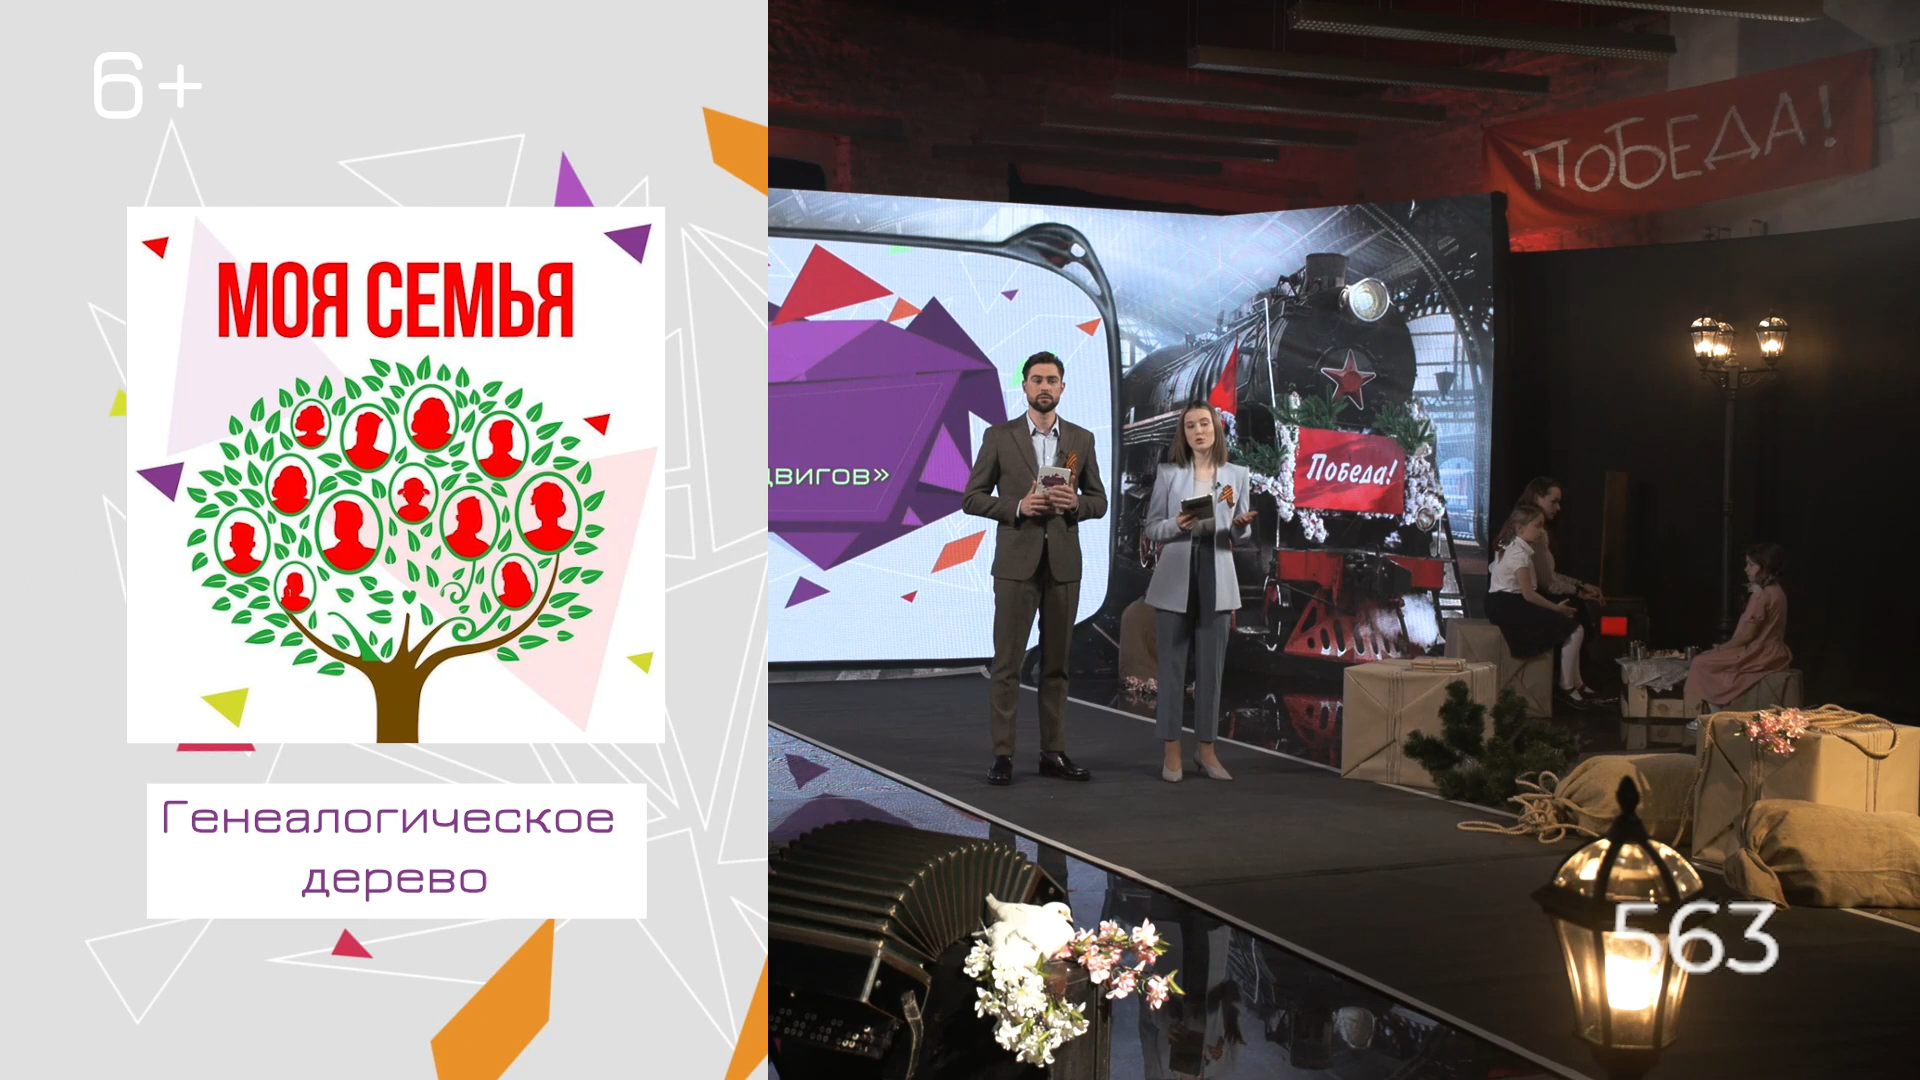 6+
МОЯ СЕМЬЯ
Генеалогическое
дерево
ПОБЕДА!
Победа!
двигов»
563